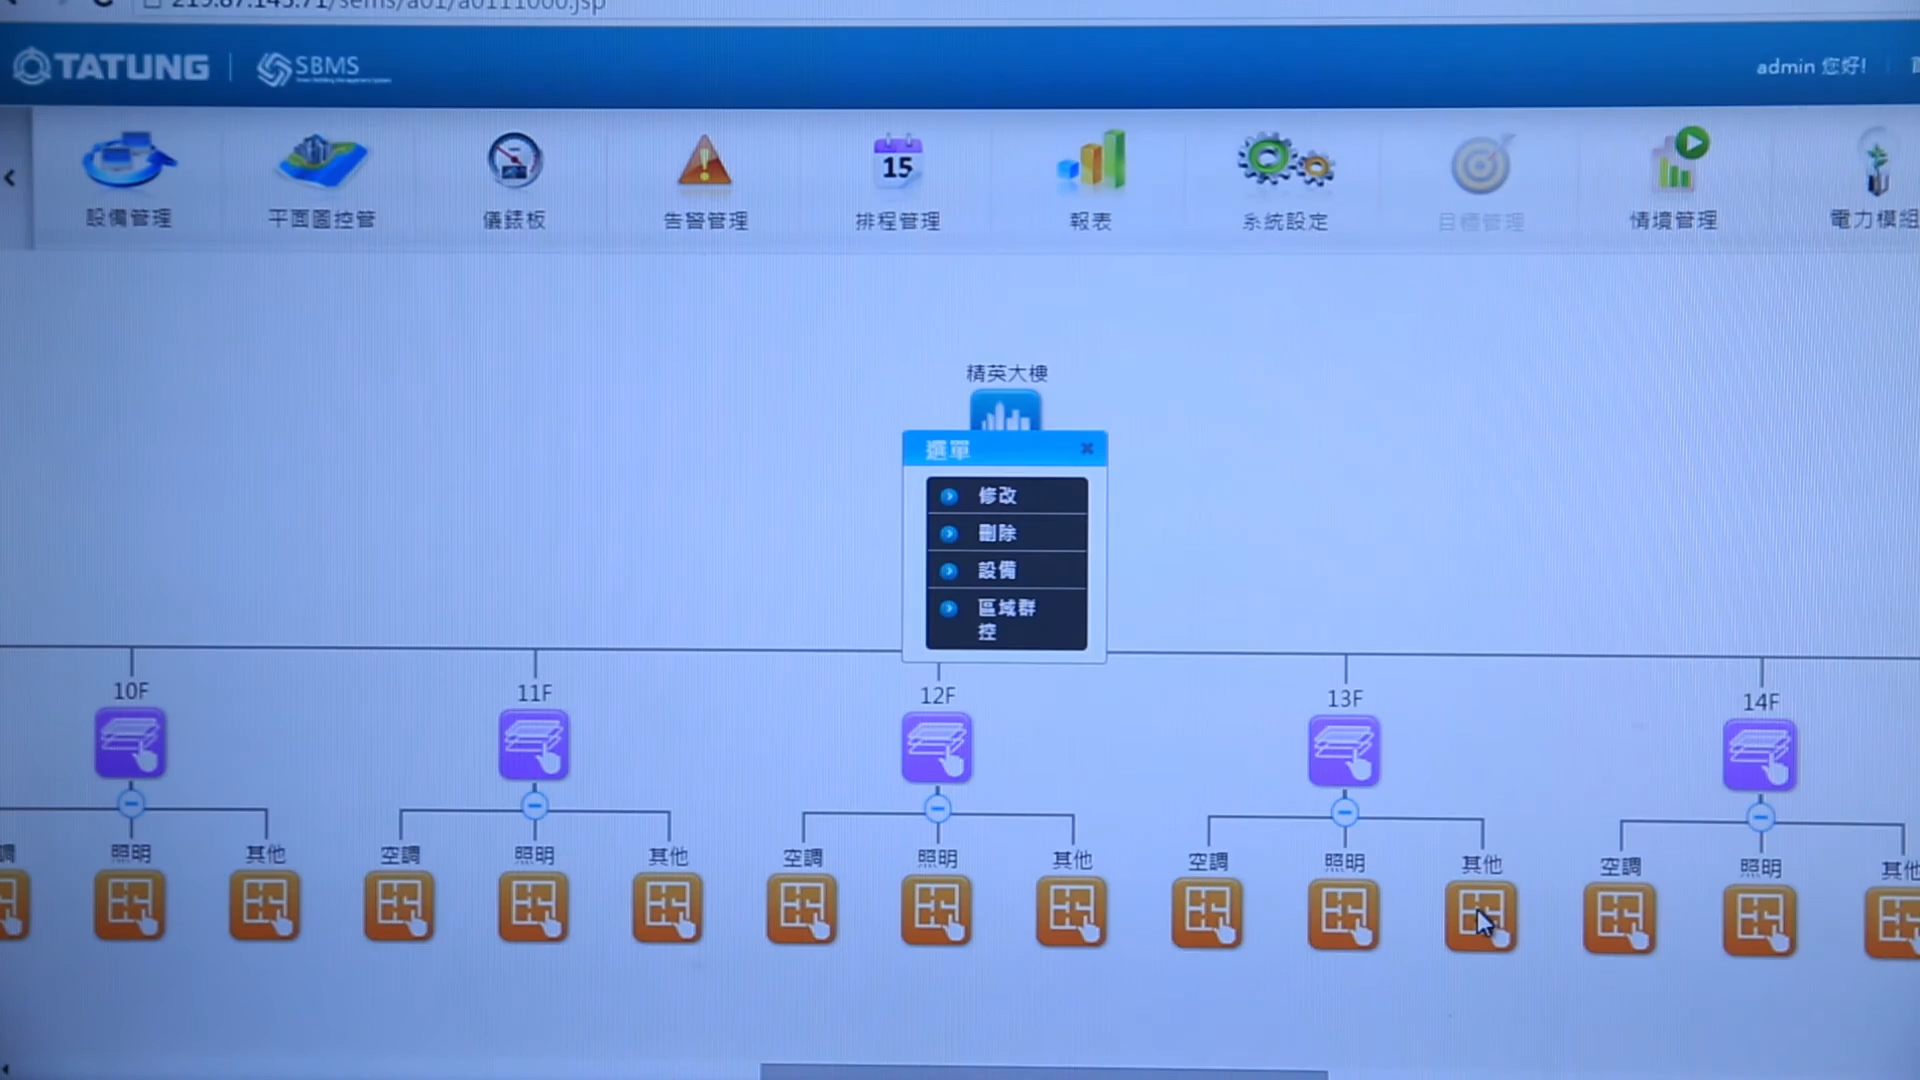 TATUNG
SBMS
admin 您好!
設備管理
平面圖控管
儀錶板
告警管理
15
排程管理
報表
系統設定
目標管理
情境管理
電力模組
精英大樓
選單
修改
刪除
設備
區域群
控
10F
11F
12F
13F
14F
調
照明
其他
空調
照明
其他
空調
照明
其他
空調
照明
其他
空調
照明
其他